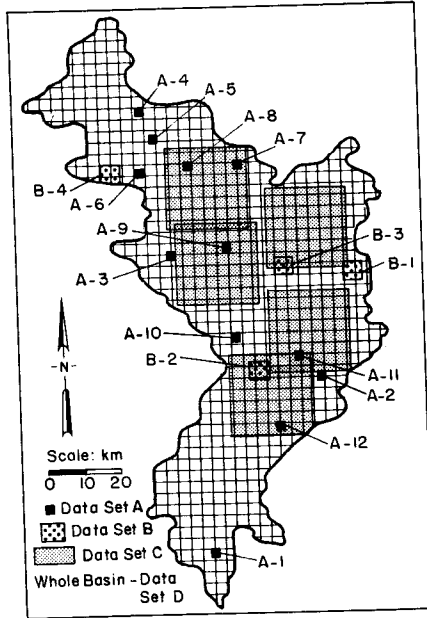 A-4
A-5
A-8
A-7
B-4
A-6
A-9
B-3
A-3
B-1
A-10
-N-
B-2
A-11
A-2
A-12
Scale: km
0 10 20
Data Set A
Data Set B
Data Set C
A-1
Whole Basin - Data
Set D